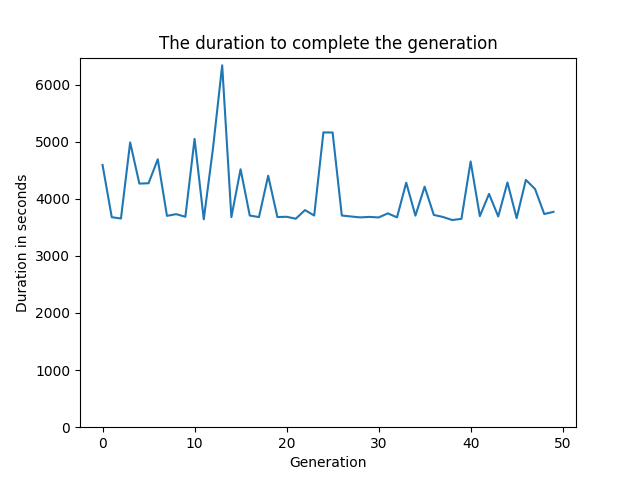 The duration to complete the generation
6000
5000
4000
3000
2000
1000
0
Duration in seconds
0 10 20 30 40 50
Generation